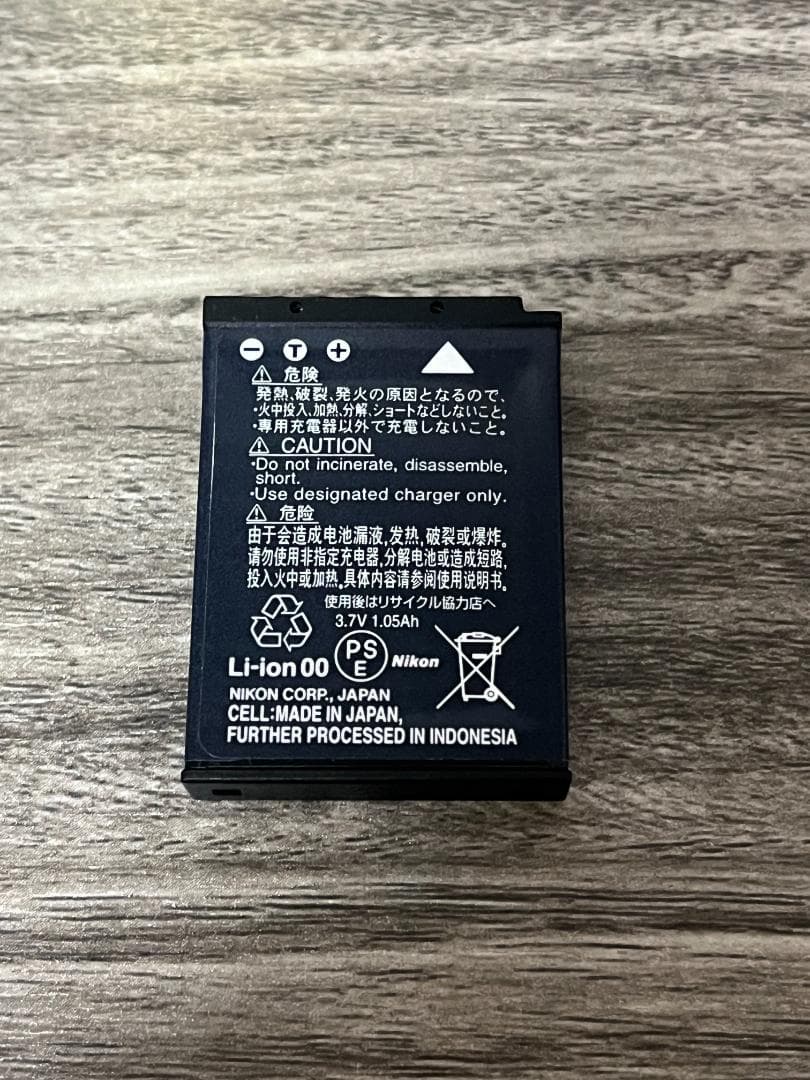 − T +
⚠ 危険
発熱、破裂、発火の原因となるので、
・火中投入、加熱、分解、ショートなどしないこと。
・専用充電器以外で充電しないこと。
⚠ CAUTION
・Do not incinerate, disassemble,
short.
・Use designated charger only.
⚠ 危险
由于会造成电池漏液,发热,破裂或爆炸。
请勿使用非指定充电器,分解电池或造成短路,
投入火中或加热。具体内容请参阅使用说明书。
使用後はリサイクル協力店へ
3.7V 1.05Ah
Li-ion 00 PSE Nikon
NIKON CORP., JAPAN
CELL:MADE IN JAPAN,
FURTHER PROCESSED IN INDONESIA